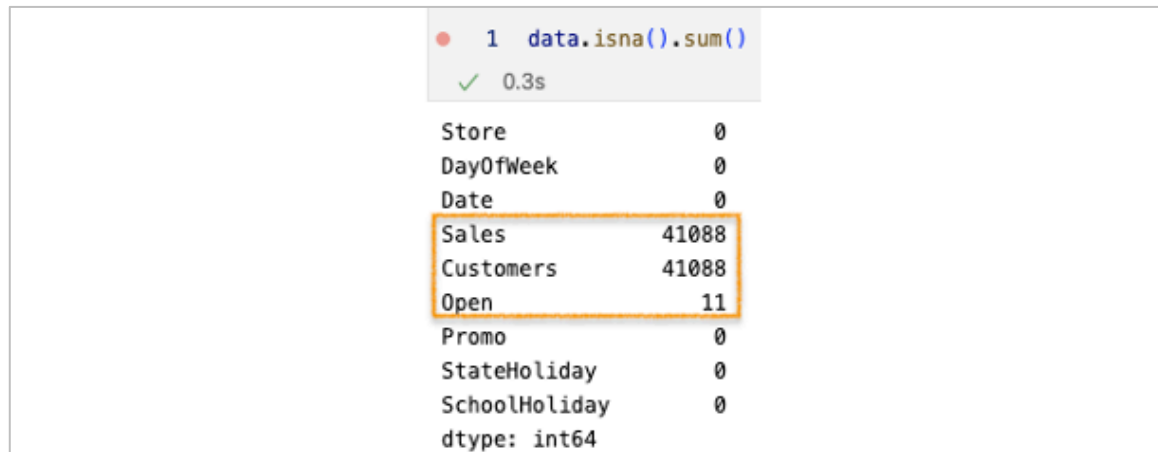 1 data.isna().sum()
0.3s
Store 0
DayOfWeek 0
Date 0
Sales 41088
Customers 41088
Open 11
Promo 0
StateHoliday 0
SchoolHoliday 0
dtype: int64